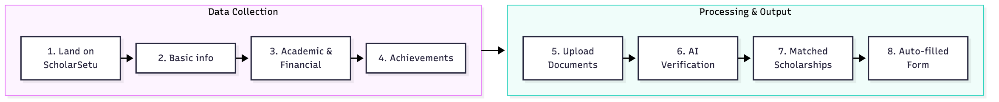 Data Collection
1. Land on
ScholarSetu
2. Basic info
3. Academic &
Financial
4. Achievements
Processing & Output
5. Upload
Documents
6. AI
Verification
7. Matched
Scholarships
8. Auto-filled
Form